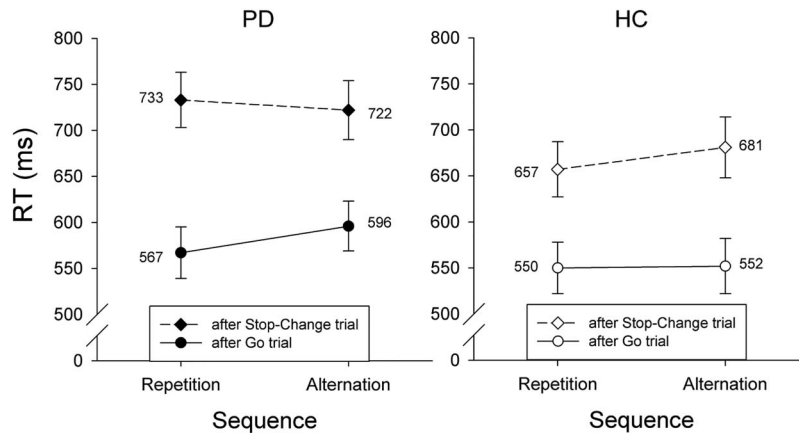 PD
HC
RT (ms)
800
750
700
650
600
550
500
0
733
722
567
596
after Stop-Change trial
after Go trial
Repetition
Alternation
Sequence
800
750
700
650
600
550
500
0
657
681
550
552
after Stop-Change trial
after Go trial
Repetition
Alternation
Sequence